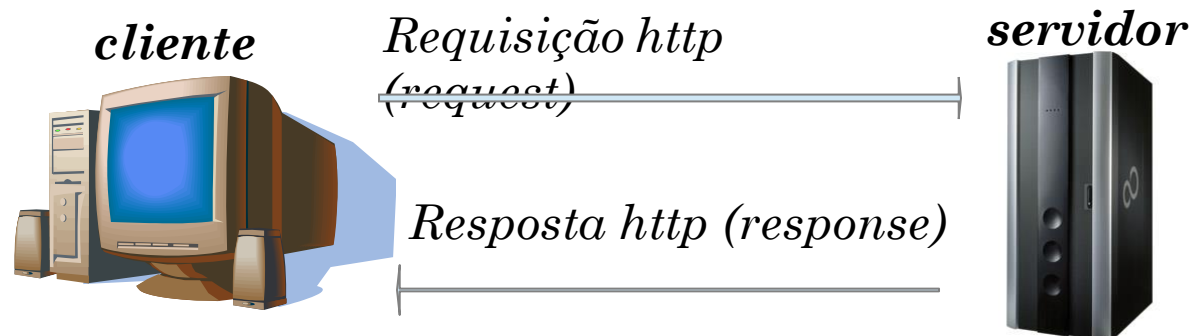 cliente
Requisição http
(request)
servidor
Resposta http (response)